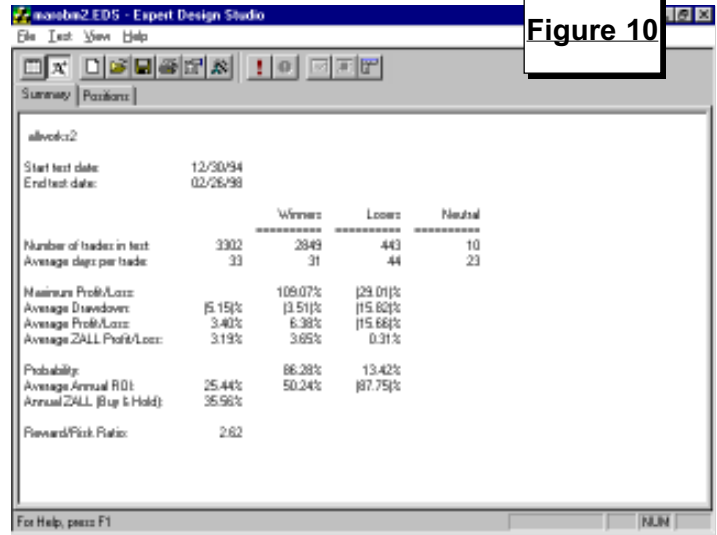 marobm2.EDS - Expert Design Studio
Figure 10
File Test View Help
Summary Positions
allworks2
Start test date: 12/30/94
End test date: 02/26/98
Winners Losers Neutral
========== ========== ==========
Number of trades in test: 3302 2849 443 10
Average days per trade: 33 31 44 23
Maximum Profit/Loss: 109.07% (29.01)%
Average Drawdown: (5.15)% (3.51)% (15.82)%
Average Profit/Loss: 3.40% 6.38% (15.66)%
Average ZALL Profit/Loss: 3.19% 3.65% 0.31%
Probability: 86.28% 13.42%
Average Annual ROI: 25.44% 50.24% (87.75)%
Annual ZALL (Buy & Hold): 35.56%
Reward/Risk Ratio: 2.62
For Help, press F1
NUM